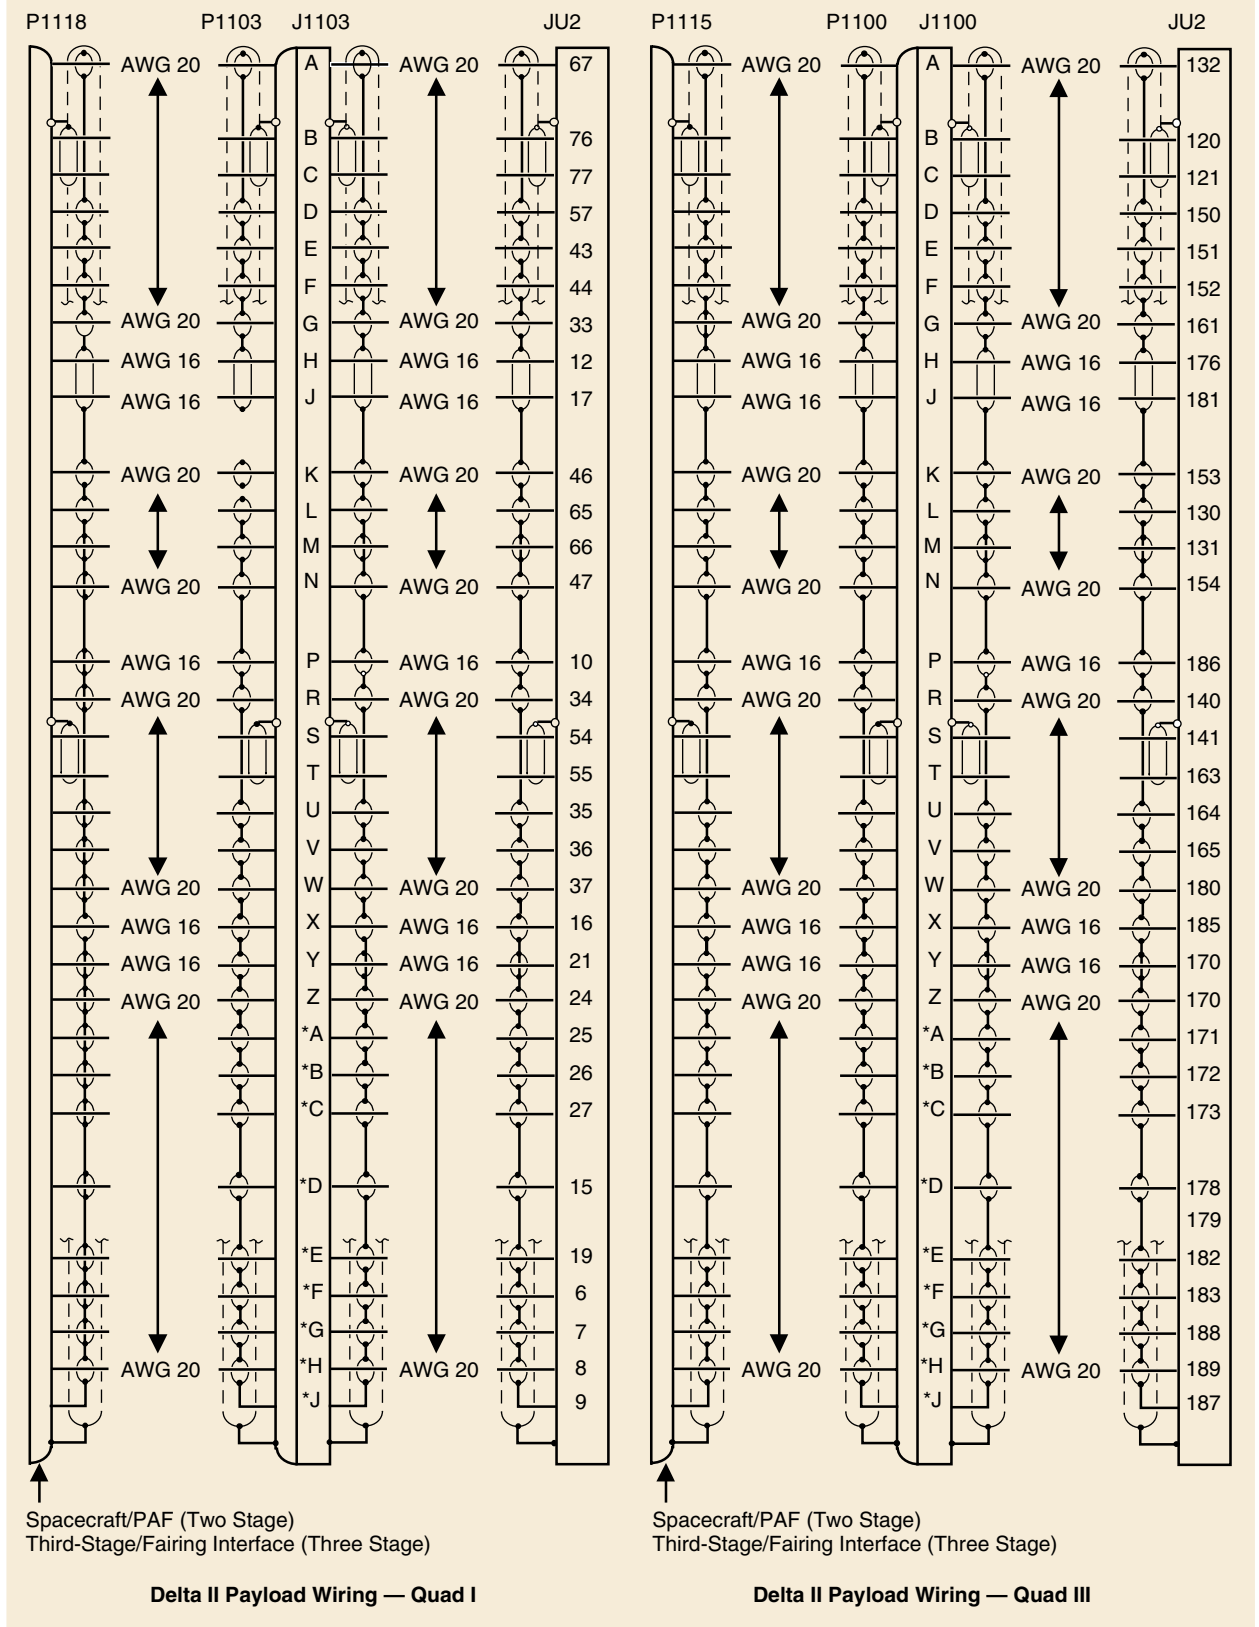 P1118 P1103 J1103 JU2 P1115 P1100 J1100 JU2
AWG 20 A AWG 20 67 AWG 20 A AWG 20 132
B 76 B 120
C 77 C 121
D 57 D 150
E 43 E 151
F 44 F 152
AWG 20 G AWG 20 33 AWG 20 G AWG 20 161
AWG 16 H AWG 16 12 AWG 16 H AWG 16 176
AWG 16 J AWG 16 17 AWG 16 J AWG 16 181
AWG 20 K AWG 20 46 AWG 20 K AWG 20 153
L 65 L 130
M 66 M 131
AWG 20 N AWG 20 47 AWG 20 N AWG 20 154
AWG 16 P AWG 16 10 AWG 16 P AWG 16 186
AWG 20 R AWG 20 34 AWG 20 R AWG 20 140
S 54 S 141
T 55 T 163
U 35 U 164
V 36 V 165
AWG 20 W AWG 20 37 AWG 20 W AWG 20 180
AWG 16 X AWG 16 16 AWG 16 X AWG 16 185
AWG 16 Y AWG 16 21 AWG 16 Y AWG 16 170
AWG 20 Z AWG 20 24 AWG 20 Z AWG 20 170
*A 25 *A 171
*B 26 *B 172
*C 27 *C 173
*D 15 *D 178
179
*E 19 *E 182
*F 6 *F 183
*G 7 *G 188
AWG 20 *H AWG 20 8 AWG 20 *H AWG 20 189
*J 9 *J 187
Spacecraft/PAF (Two Stage) Spacecraft/PAF (Two Stage)
Third-Stage/Fairing Interface (Three Stage) Third-Stage/Fairing Interface (Three Stage)
Delta II Payload Wiring — Quad I Delta II Payload Wiring — Quad III